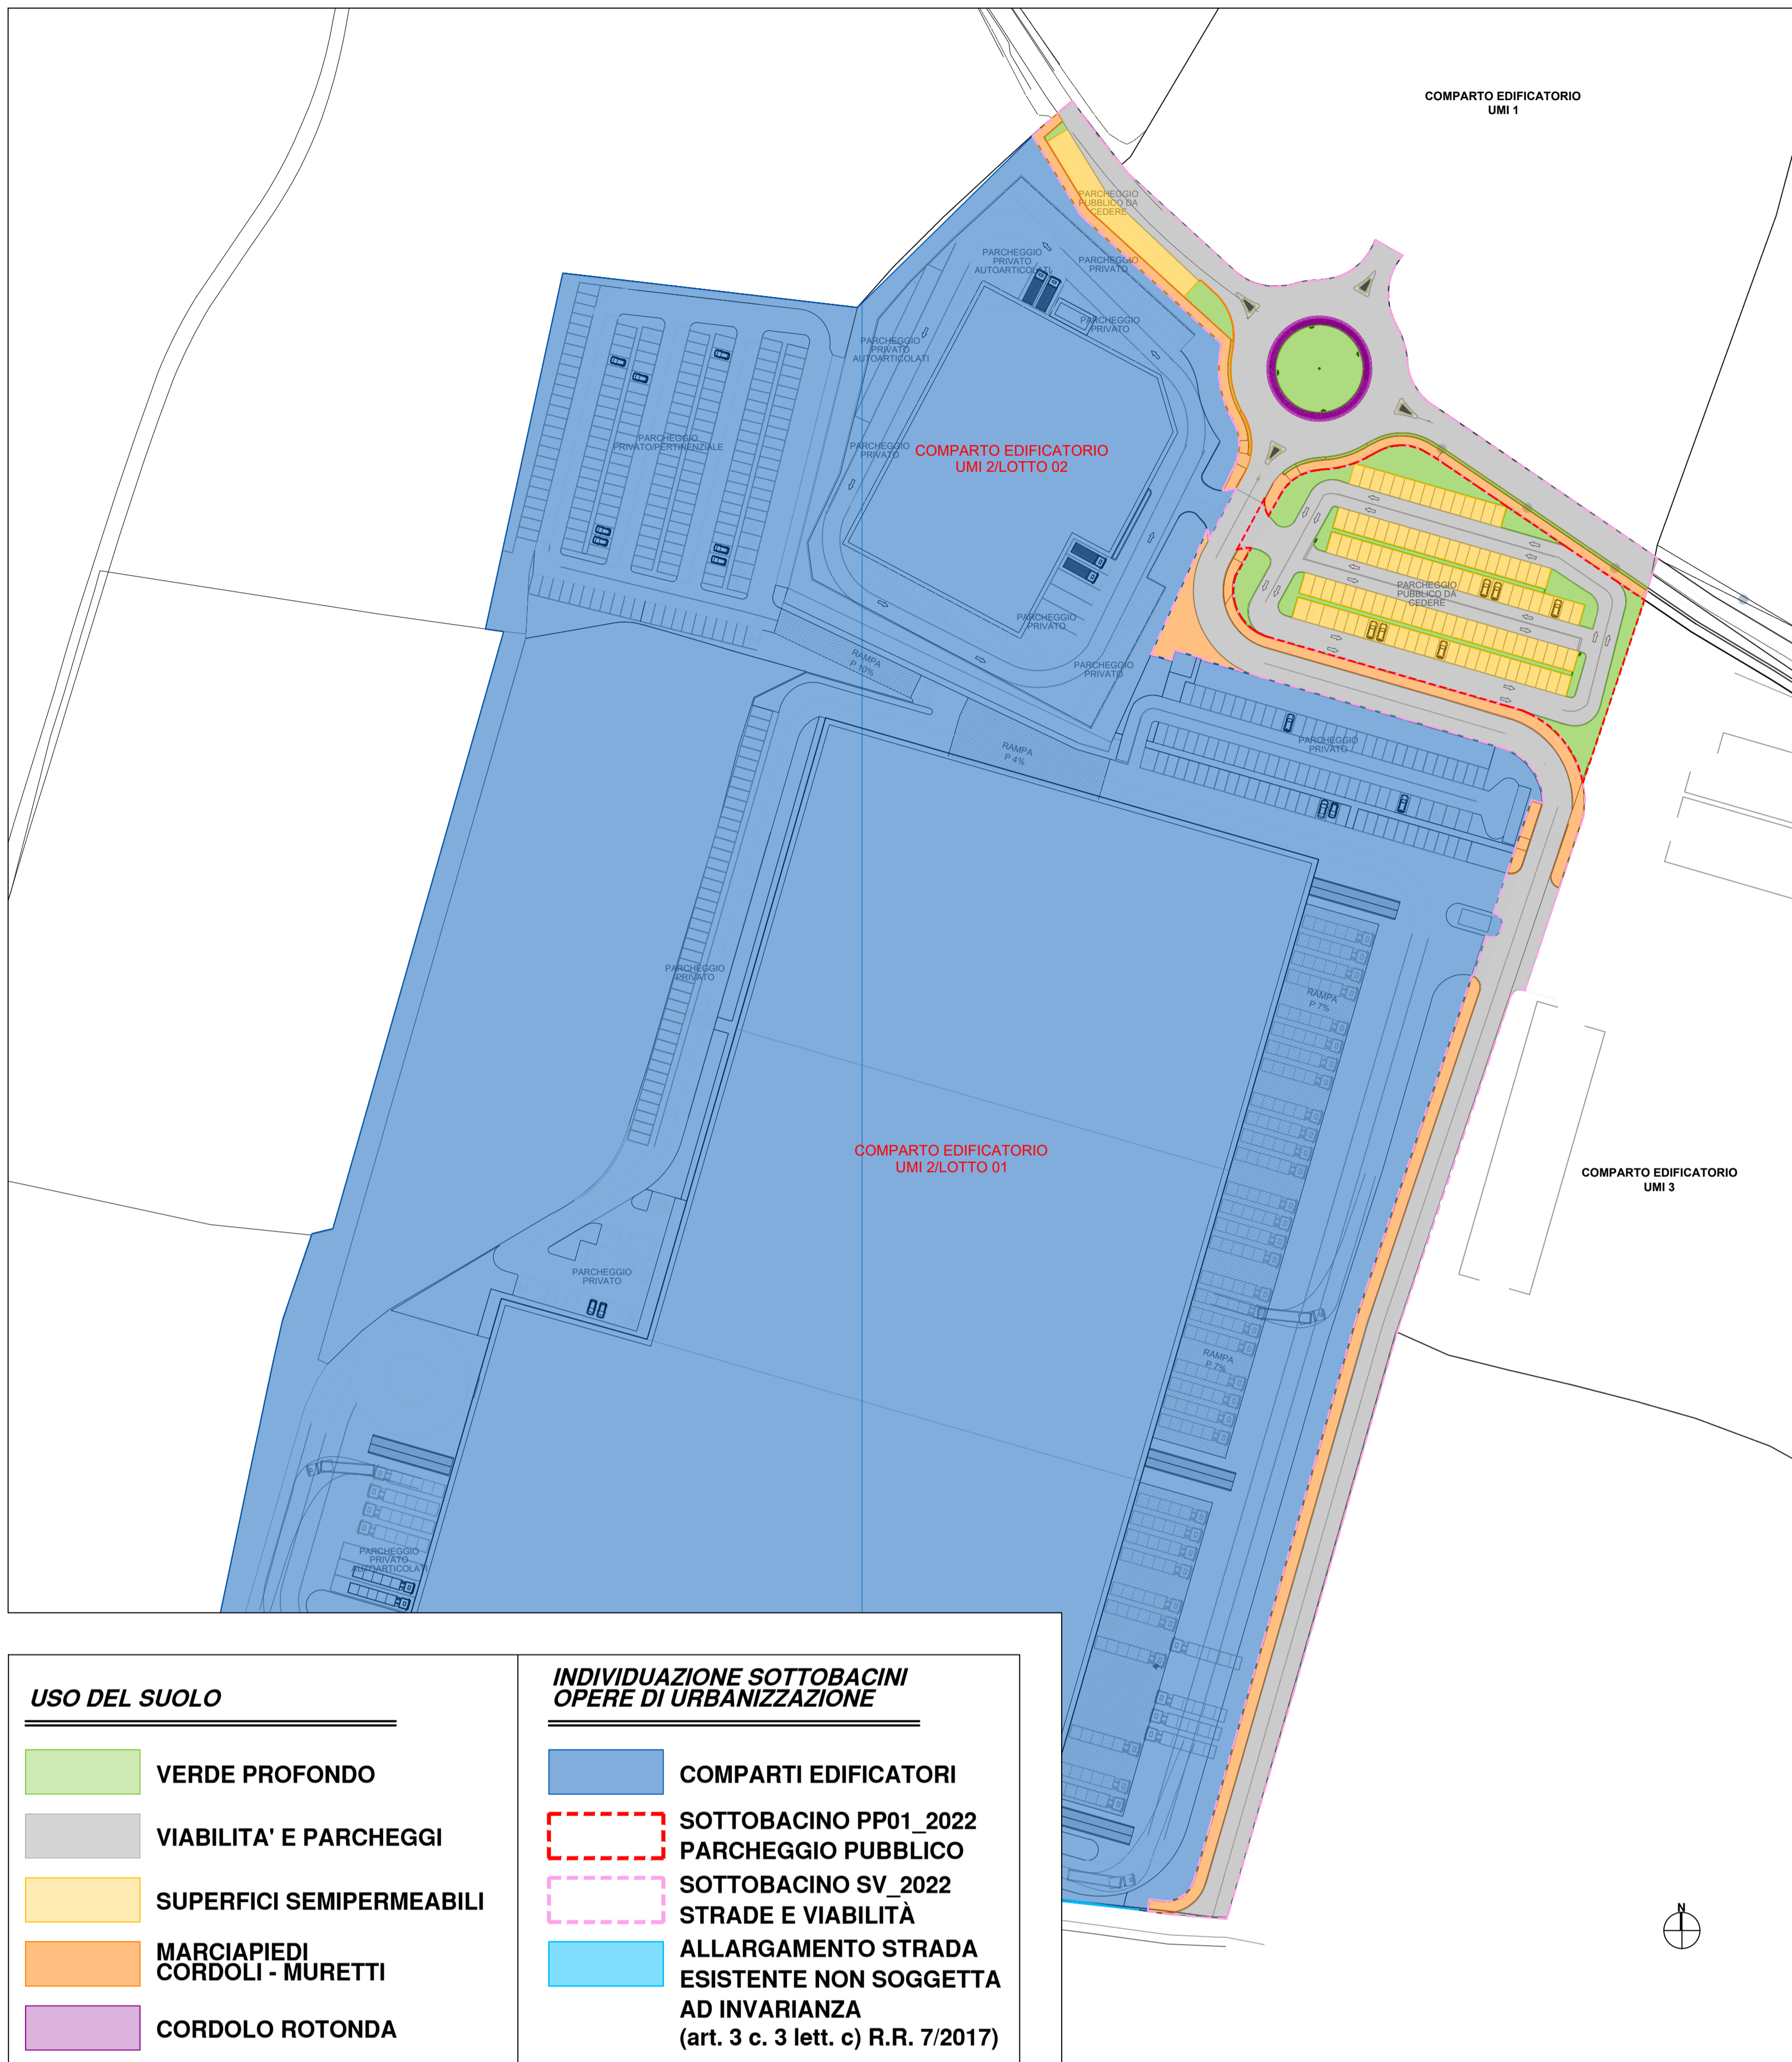 COMPARTO EDIFICATORIO
UMI 1
PARCHEGGIO
PUBBLICO DA
CEDERE
PARCHEGGIO
PRIVATO
AUTOARTICOLATI
PARCHEGGIO
PRIVATO
PARCHEGGIO
PRIVATO
PARCHEGGIO
PRIVATO
AUTOARTICOLATI
PARCHEGGIO
PRIVATO/PERTINENZIALE
PARCHEGGIO
PRIVATO
COMPARTO EDIFICATORIO
UMI 2/LOTTO 02
PARCHEGGIO
PUBBLICO DA
CEDERE
PARCHEGGIO
PRIVATO
RAMPA
P 10%
PARCHEGGIO
PRIVATO
RAMPA
P 4%
PARCHEGGIO
PRIVATO
PARCHEGGIO
PRIVATO
RAMPA
P 7%
COMPARTO EDIFICATORIO
UMI 2/LOTTO 01
COMPARTO EDIFICATORIO
UMI 3
PARCHEGGIO
PRIVATO
RAMPA
P 7%
PARCHEGGIO
PRIVATO
AUTOARTICOLATI
USO DEL SUOLO
VERDE PROFONDO
VIABILITA' E PARCHEGGI
SUPERFICI SEMIPERMEABILI
MARCIAPIEDI
CORDOLI - MURETTI
CORDOLO ROTONDA
INDIVIDUAZIONE SOTTOBACINI
OPERE DI URBANIZZAZIONE
COMPARTI EDIFICATORI
SOTTOBACINO PP01_2022
PARCHEGGIO PUBBLICO
SOTTOBACINO SV_2022
STRADE E VIABILITÀ
ALLARGAMENTO STRADA
ESISTENTE NON SOGGETTA
AD INVARIANZA
(art. 3 c. 3 lett. c) R.R. 7/2017)
N